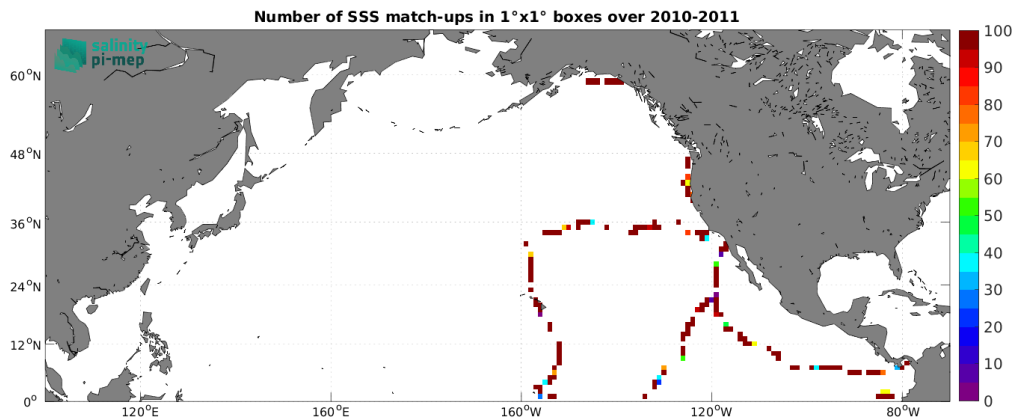 Number of SSS match-ups in 1°x1° boxes over 2010-2011
salinity
pi-mep
60°N
48°N
36°N
24°N
12°N
0°
120°E
160°E
160°W
120°W
80°W
100
90
80
70
60
50
40
30
20
10
0